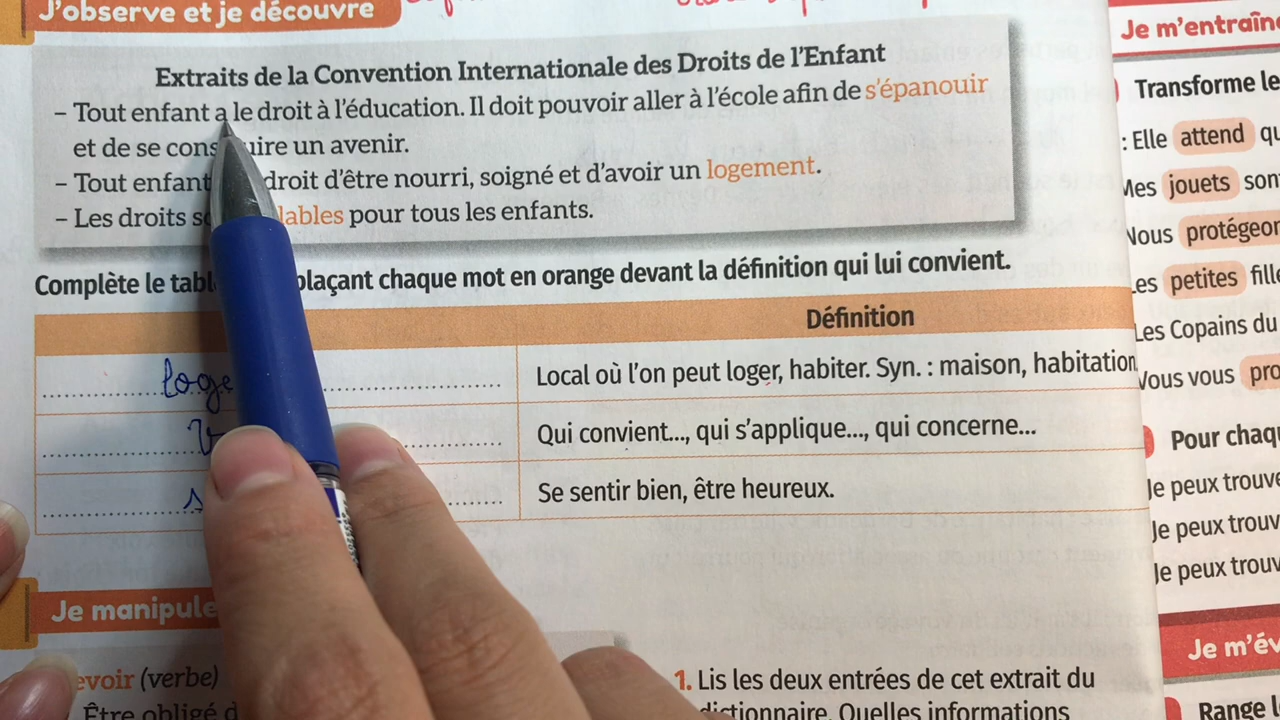 J'observe et je découvre
Extraits de la Convention Internationale des Droits de l'Enfant
– Tout enfant a le droit à l'éducation. Il doit pouvoir aller à l'école afin de s'épanouir
et de se cons uire un avenir.
– Tout enfant droit d'être nourri, soigné et d'avoir un logement.
– Les droits s lables pour tous les enfants.
Complète le tabl plaçant chaque mot en orange devant la définition qui lui convient.
Définition
loge
Local où l'on peut loger, habiter. Syn. : maison, habitation
Qui convient..., qui s'applique..., qui concerne...
s
Se sentir bien, être heureux.
Je manipule
evoir (verbe)
Être obligé d
1. Lis les deux entrées de cet extrait du
dictionnaire. Quelles informations
Je m'entraîn
Transforme le
: Elle attend qu
Mes jouets son
Nous protégeor
Les petites fille
Les Copains du
Vous vous pro
Pour chaqu
Je peux trouve
Je peux trouv
Je peux trouv
Je m'év
Range l